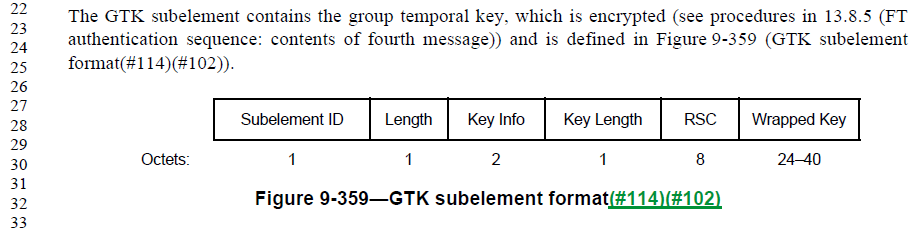 22
The GTK subelement contains the group temporal key, which is encrypted (see procedures in 13.8.5 (FT
23
authentication sequence: contents of fourth message)) and is defined in Figure 9-359 (GTK subelement
24
format(#114)(#102)).
25
26
27
Subelement ID Length Key Info Key Length RSC Wrapped Key
28
29
Octets: 1 1 2 1 8 24–40
30
31
Figure 9-359—GTK subelement format(#114)(#102)
32
33